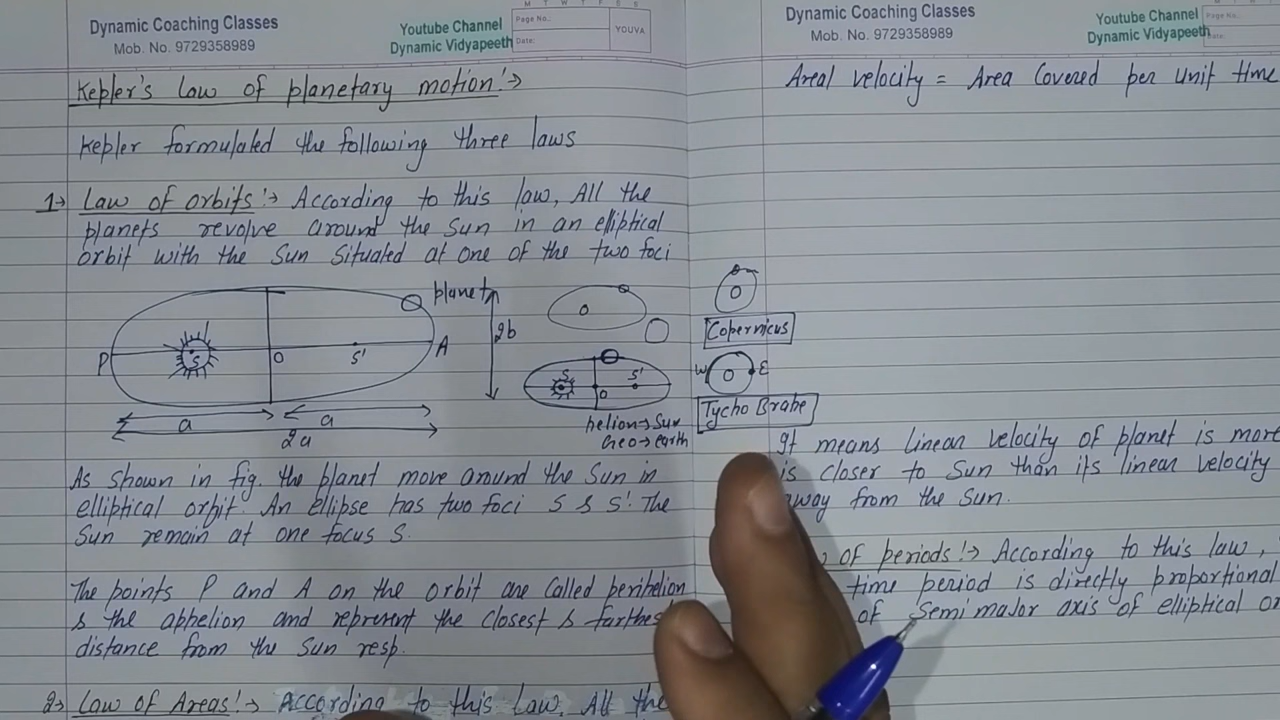 Dynamic Coaching Classes
Mob. No. 9729358989
Youtube Channel
Dynamic Vidyapeeth
M T W T F S S
Page No.:
Date:
YOUVA
Kepler's Law of planetary motion:->
Kepler formulated the following three laws
1-> Law of orbits:-> According to this law, All the
planets revolve around the Sun in an elliptical
orbit with the Sun Situated at one of the two foci
planet
P
S
O
S'
A
2b
a
a
2a
S
O
S'
helion->Sun
Geo->earth
Copernicus
W
E
Tycho Brahe
As shown in fig. the planet move around the Sun in
elliptical orbit. An ellipse has two foci S & S'. The
Sun remain at one focus S.
The points P and A on the orbit are called perihelion
& the aphelion and represent the closest & farthes
distance from the Sun resp.
2-> Law of Areas:-> According to this Law, All the
Dynamic Coaching Classes
Mob. No. 9729358989
Youtube Channel
Dynamic Vidyapeeth
Page No.:
Date:
Areal velocity = Area Covered per unit time
It means linear velocity of planet is more
is closer to Sun than its linear velocity
away from the Sun.
of periods:-> According to this law,
time period is directly proportional
of Semi major axis of elliptical or